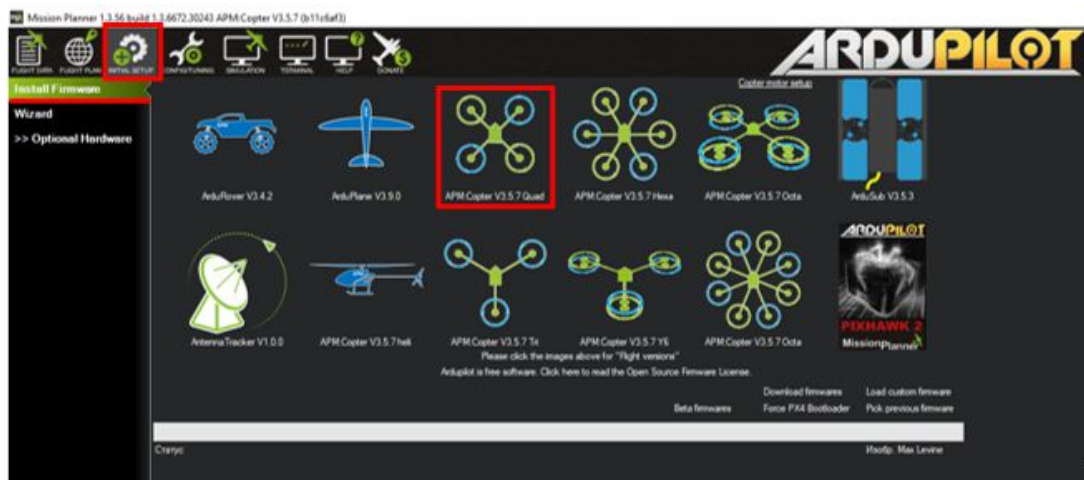 Mission Planner 1.3.56 build 1.3.6672.30243 APM:Copter V3.5.7 (b11c6af3)
FLIGHT DATA FLIGHT PLAN INITIAL SETUP CONFIG/TUNING SIMULATION TERMINAL HELP DONATE
ARDUPILOT
Install Firmware
Wizard
>> Optional Hardware
Copter motor setup
ArduRover V3.4.2 ArduPlane V3.9.0 APM:Copter V3.5.7 Quad APM:Copter V3.5.7 Hexa APM:Copter V3.5.7 Octa ArduSub V3.5.3
ARDUPILOT
PIXHAWK 2
Mission Planner
AntennaTracker V1.0.0 APM:Copter V3.5.7 heli APM:Copter V3.5.7 Tri APM:Copter V3.5.7 Y6 APM:Copter V3.5.7 Octa
Please click the images above for "Flight versions"
Ardupilot is free software. Click here to read the Open Source Firmware License.
Download firmwares Load custom firmware
Beta firmwares Force PX4 Bootloader Pick previous firmware
Статус
Изобр. Max Levine